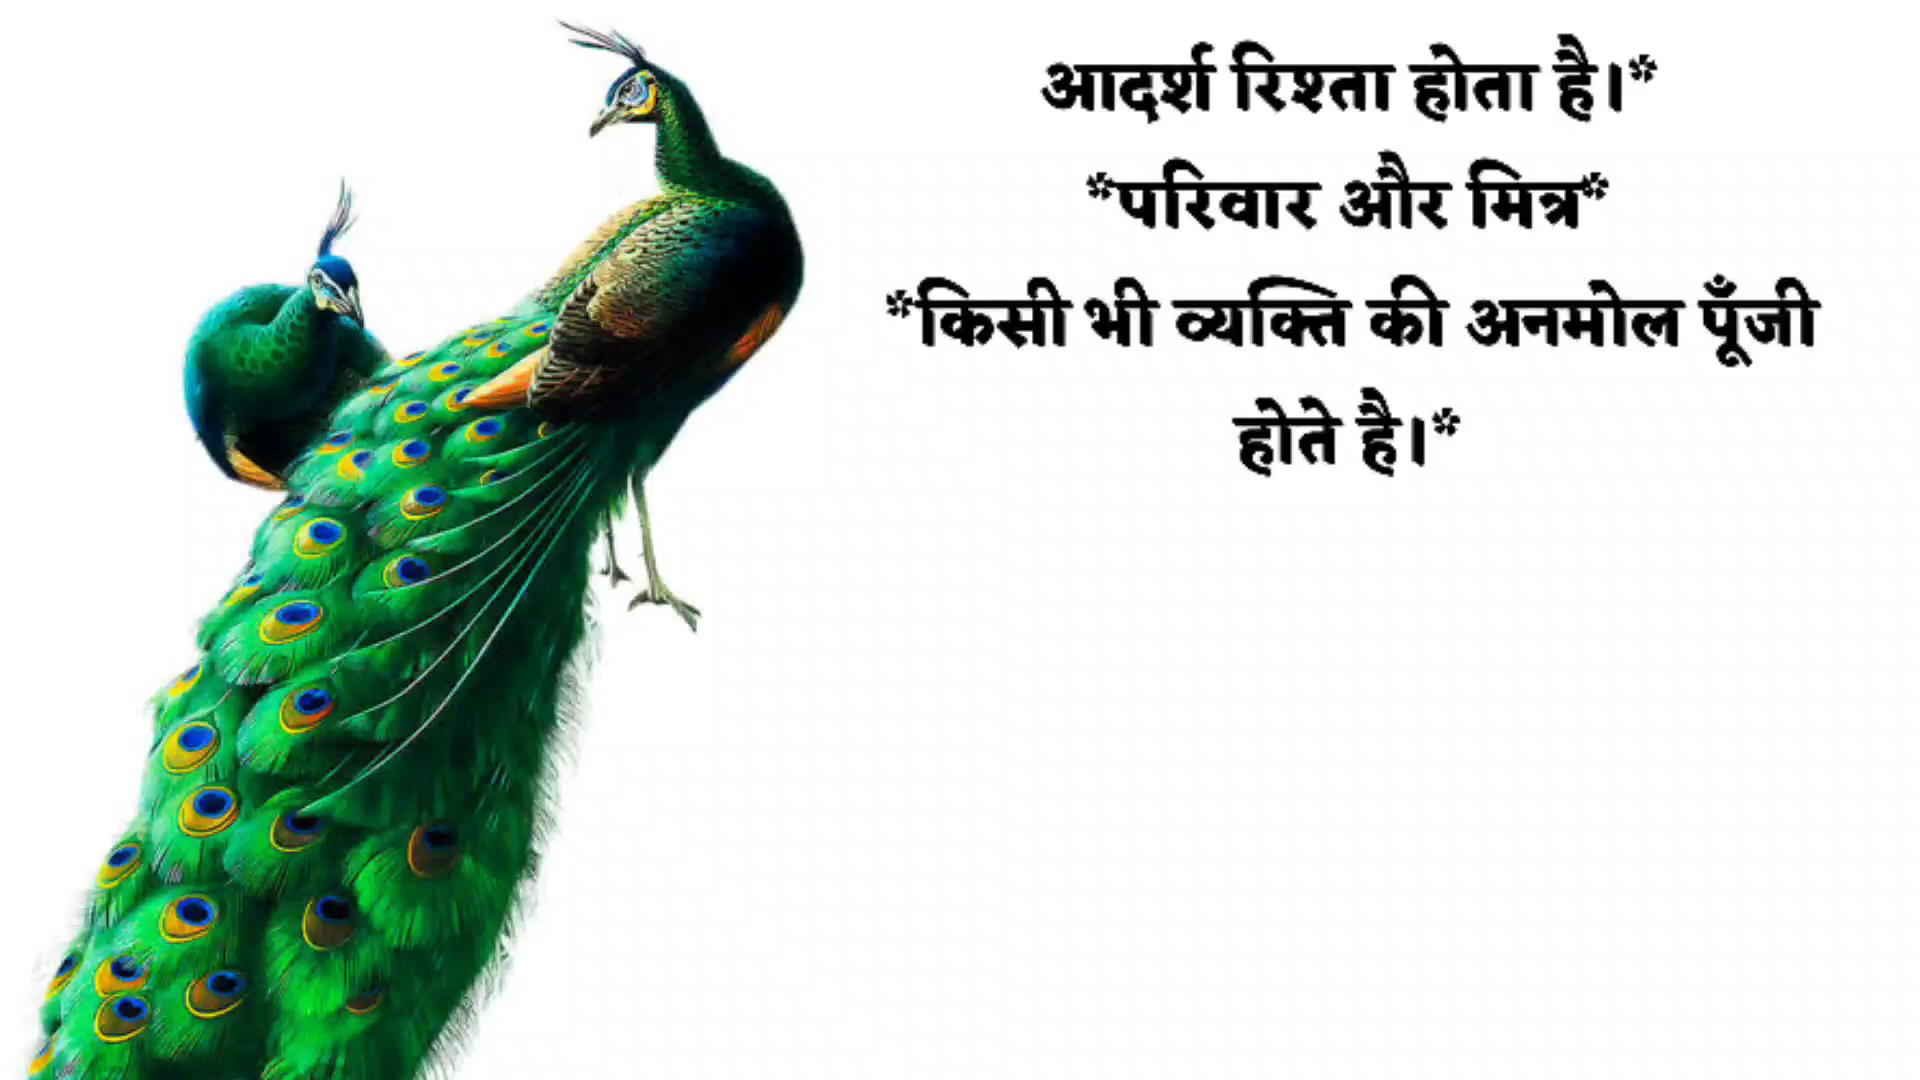 आदर्श रिश्ता होता है।*
*परिवार और मित्र*
*किसी भी व्यक्ति की अनमोल पूँजी
होते है।*